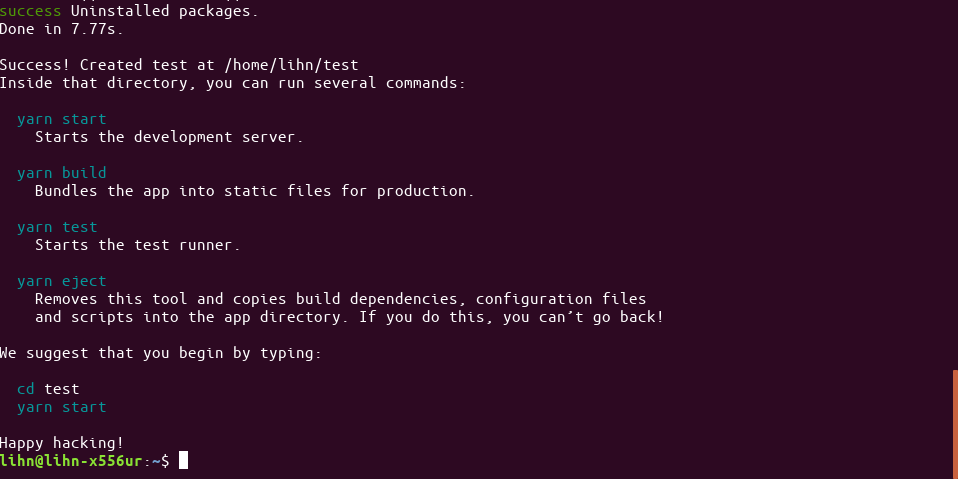 success Uninstalled packages.
Done in 7.77s.
Success! Created test at /home/lihn/test
Inside that directory, you can run several commands:
yarn start
Starts the development server.
yarn build
Bundles the app into static files for production.
yarn test
Starts the test runner.
yarn eject
Removes this tool and copies build dependencies, configuration files
and scripts into the app directory. If you do this, you can’t go back!
We suggest that you begin by typing:
cd test
yarn start
Happy hacking!
lihn@lihn-x556ur:~$